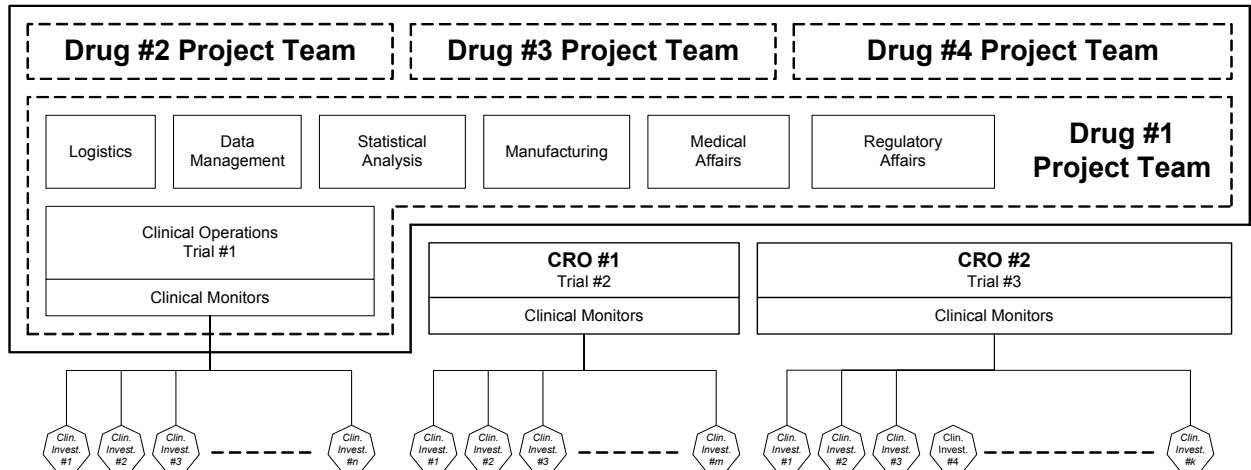 Drug #2 Project Team
Drug #3 Project Team
Drug #4 Project Team
Logistics
Data
Management
Statistical
Analysis
Manufacturing
Medical
Affairs
Regulatory
Affairs
Drug #1
Project Team
Clinical Operations
Trial #1
Clinical Monitors
CRO #1
Trial #2
Clinical Monitors
CRO #2
Trial #3
Clinical Monitors
Clin.
Invest.
#1
Clin.
Invest.
#2
Clin.
Invest.
#3
Clin.
Invest.
#n
Clin.
Invest.
#1
Clin.
Invest.
#2
Clin.
Invest.
#3
Clin.
Invest.
#m
Clin.
Invest.
#1
Clin.
Invest.
#2
Clin.
Invest.
#3
Clin.
Invest.
#4
Clin.
Invest.
#k